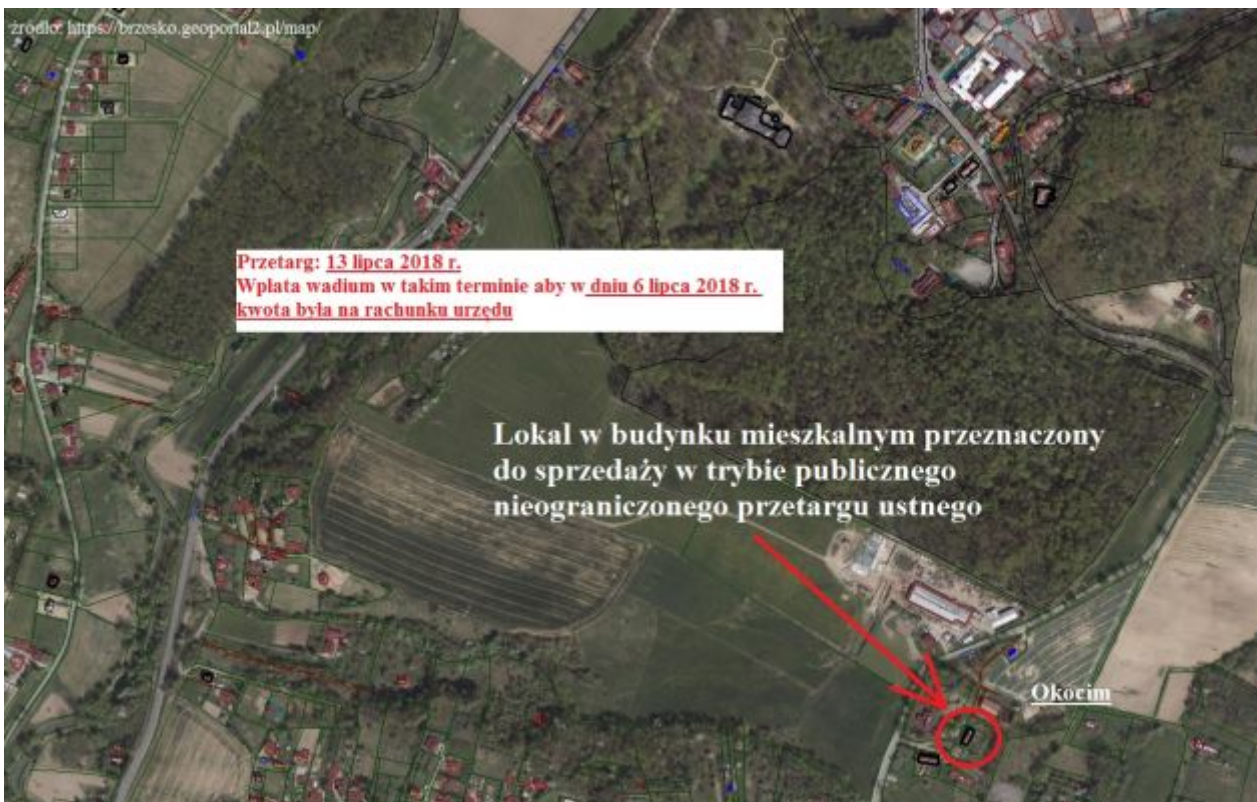 źródło: https://brzesko.geoportal2.pl/map/
Przetarg: 13 lipca 2018 r.
Wpłata wadium w takim terminie aby w dniu 6 lipca 2018 r.
kwota była na rachunku urzędu
Lokal w budynku mieszkalnym przeznaczony
do sprzedaży w trybie publicznego
nieograniczonego przetargu ustnego
Okocim